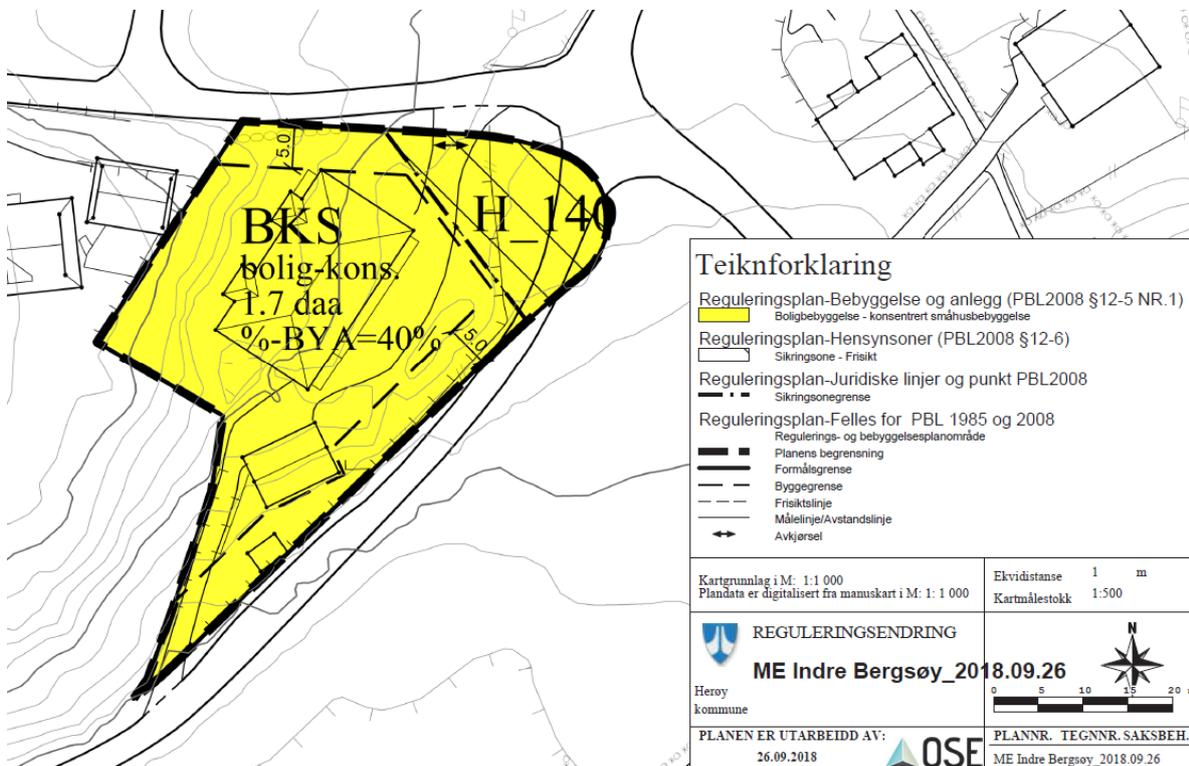 5.0
BKS
H_140
bolig-kons.
1.7 daa
%-BYA=40%
5.0
Teiknforklaring
Reguleringsplan-Bebyggelse og anlegg (PBL2008 §12-5 NR.1)
Boligbebyggelse - konsentrert småhusbebyggelse
Reguleringsplan-Hensynsoner (PBL2008 §12-6)
Sikringsone - Frisikt
Reguleringsplan-Juridiske linjer og punkt PBL2008
Sikringsonegrense
Reguleringsplan-Felles for PBL 1985 og 2008
Regulerings- og bebyggelsesplanområde
Planens begrensning
Formålsgrense
Byggegrense
Frisiktslinje
Målelinje/Avstandslinje
Avkjørsel
Kartgrunnlag i M: 1:1 000
Plandata er digitalisert fra manuskart i M: 1: 1 000
Ekvidistanse 1 m
Kartmålestokk 1:500
REGULERINGSENDRING
ME Indre Bergsøy_2018.09.26
Herøy
kommune
N
0 5 10 15 20
PLANEN ER UTARBEIDD AV:
26.09.2018
OSE
PLANNR. TEGNNR. SAKSBEH.
ME Indre Bergsøy_2018.09.26